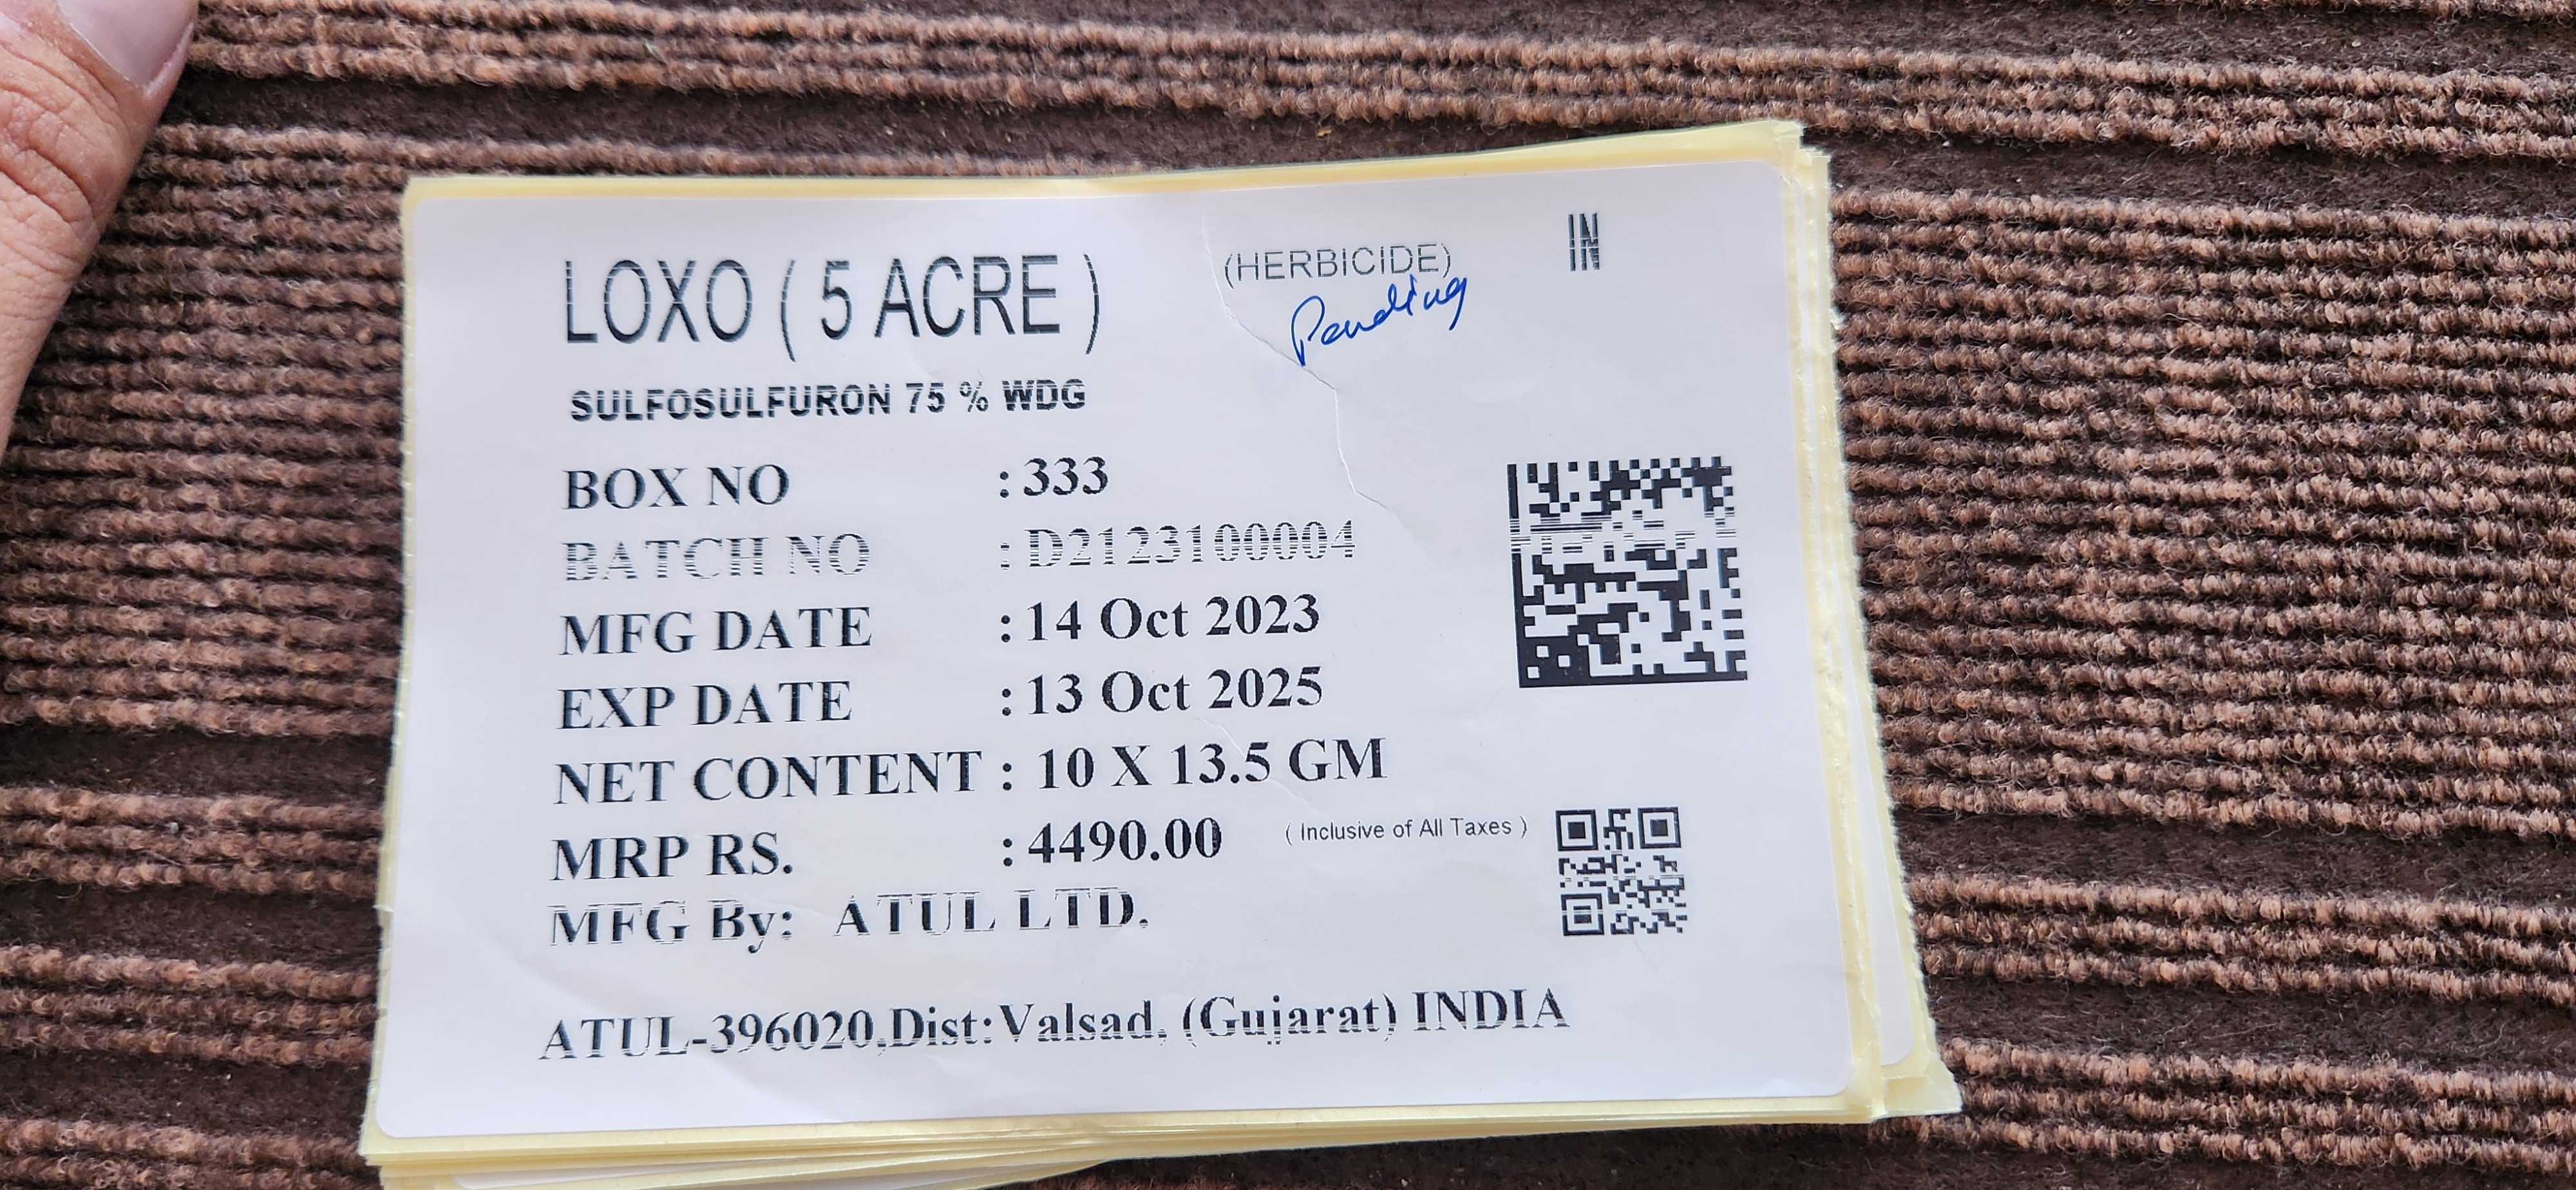 LOXO ( 5 ACRE )
(HERBICIDE)
IN
Pending
SULFOSULFURON 75 % WDG
BOX NO : 333
BATCH NO : D2123100004
MFG DATE : 14 Oct 2023
EXP DATE : 13 Oct 2025
NET CONTENT : 10 X 13.5 GM
MRP RS. : 4490.00 ( Inclusive of All Taxes )
MFG By: ATUL LTD.
ATUL-396020,Dist:Valsad, (Gujarat) INDIA